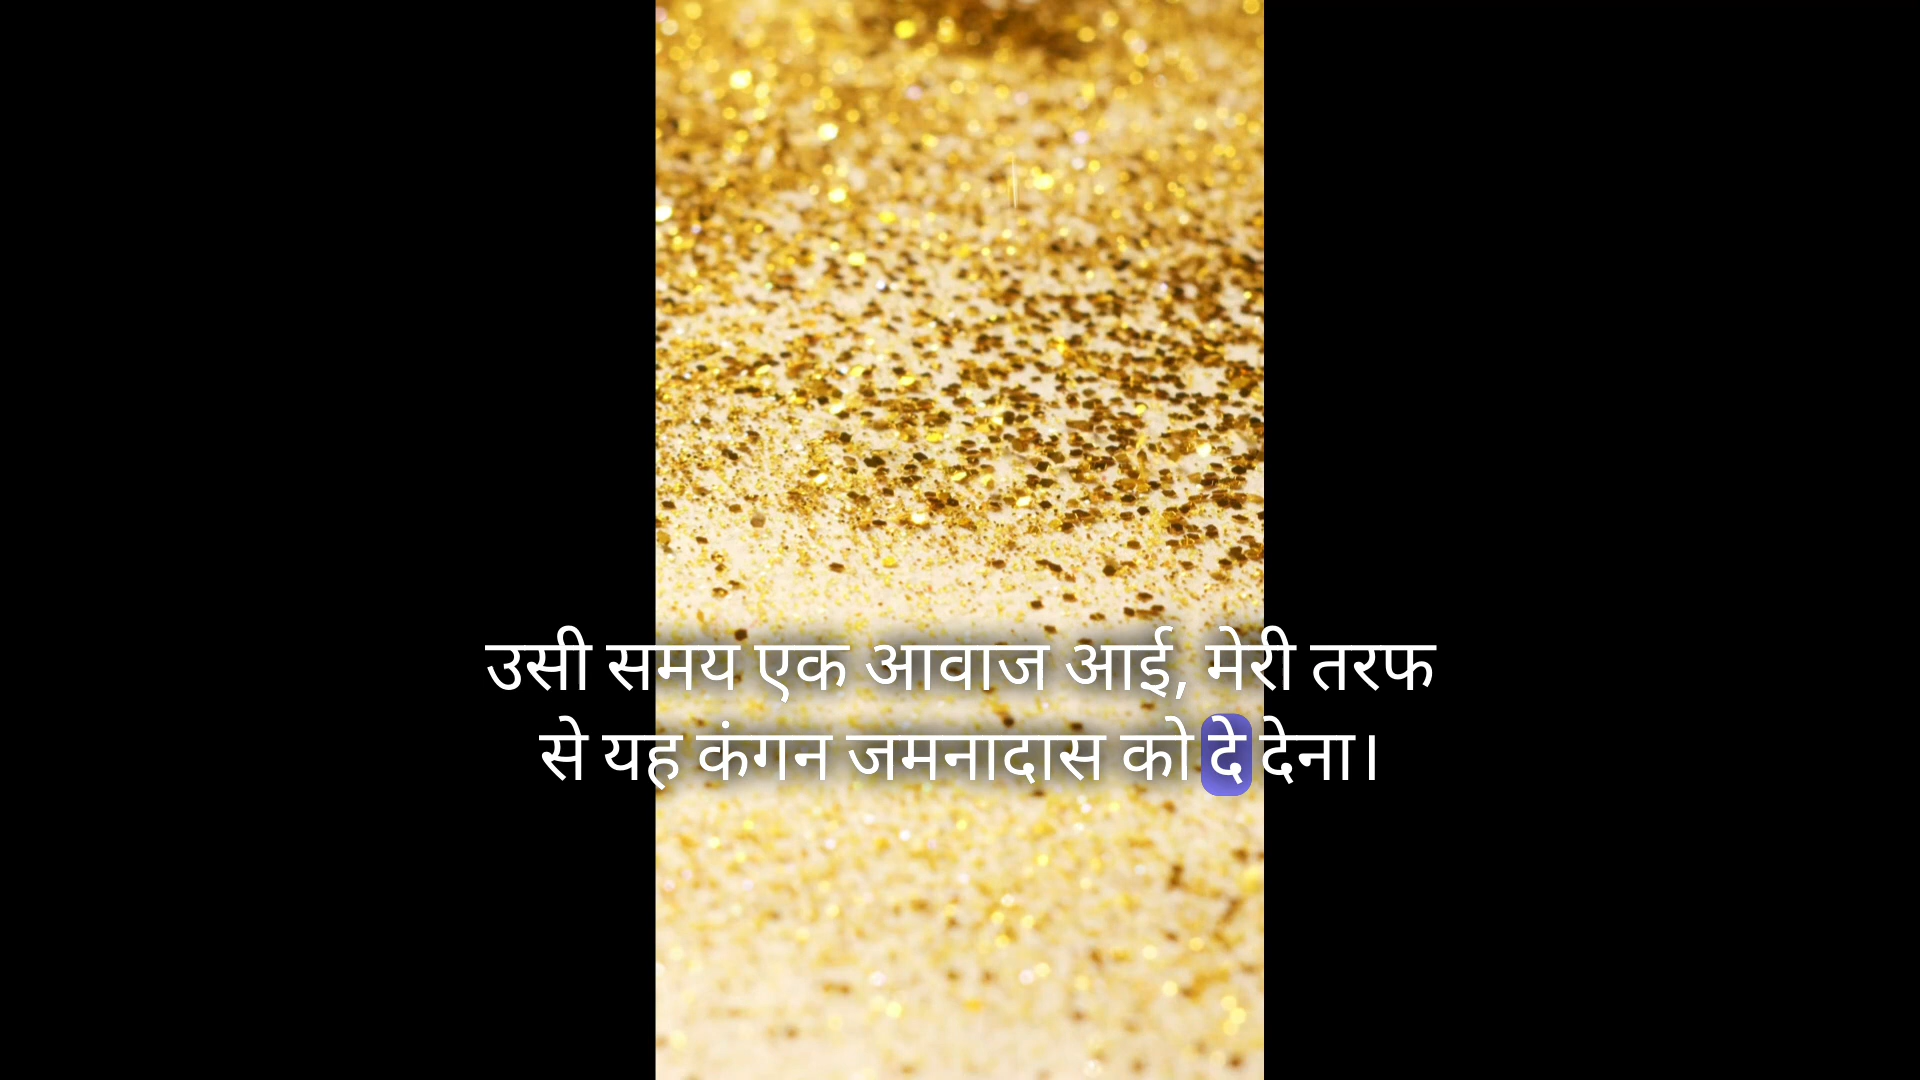 उसी समय एक आवाज आई, मेरी तरफ
से यह कंगन जमनादास को दे देना।